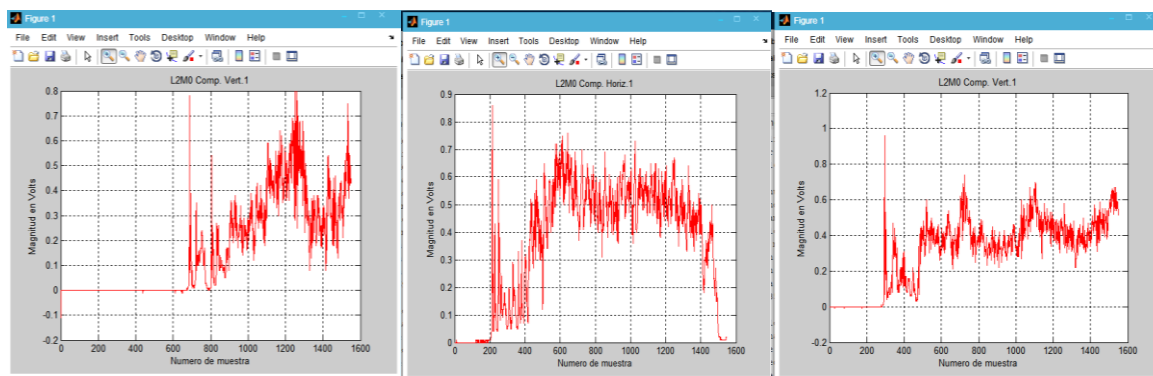 Figure 1
File Edit View Insert Tools Desktop Window Help
L2M0 Comp. Vert.1
0.8
0.7
0.6
0.5
0.4
0.3
0.2
0.1
0
-0.1
-0.2
0 200 400 600 800 1000 1200 1400 1600
Magnitud en Volts
Numero de muestra
Figure 1
File Edit View Insert Tools Desktop Window Help
L2M0 Comp. Horiz.1
0.9
0.8
0.7
0.6
0.5
0.4
0.3
0.2
0.1
0
0 200 400 600 800 1000 1200 1400 1600
Magnitud en Volts
Numero de muestra
Figure 1
File Edit View Insert Tools Desktop Window Help
L2M0 Comp. Vert.1
1.2
1
0.8
0.6
0.4
0.2
0
-0.2
0 200 400 600 800 1000 1200 1400 1600
Magnitud en Volts
Numero de muestra